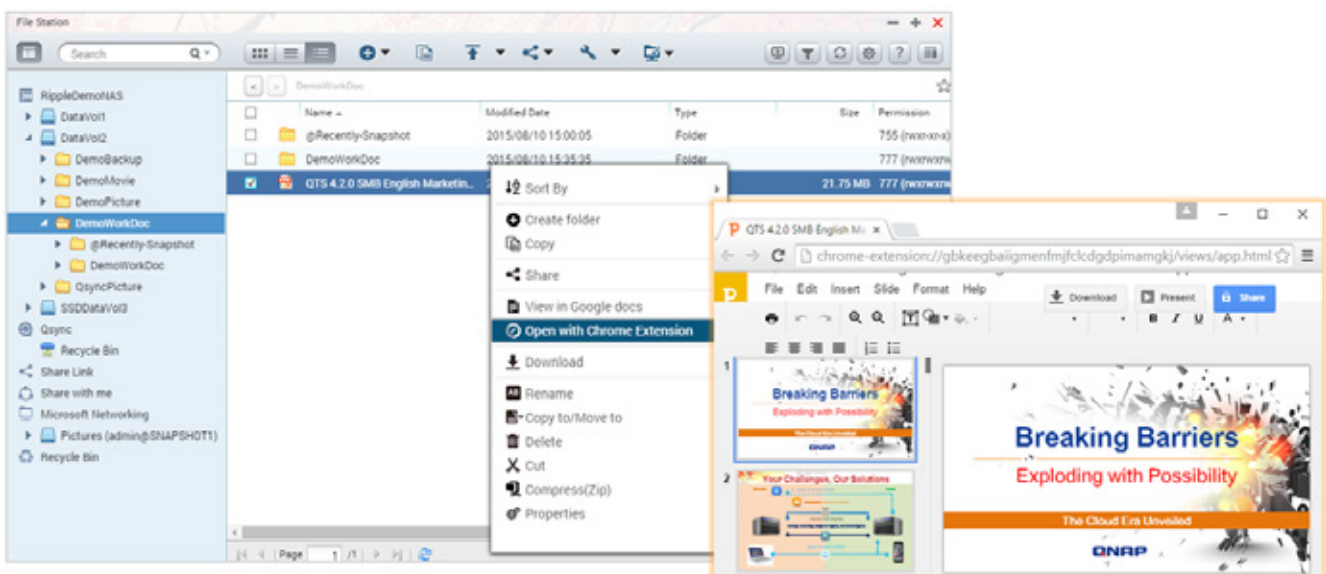 File Station
Search
RippleDemoNAS
DataVol1
DataVol2
DemoBackup
DemoMovie
DemoPicture
DemoWorkDoc
@Recently-Snapshot
DemoWorkDoc
QsyncPicture
SSDDataVol3
Qsync
Recycle Bin
Share Link
Share with me
Microsoft Networking
Pictures (admin@SNAPSHOT1)
Recycle Bin
DemoWorkDoc
Name Modified Date Type Size Permission
@Recently-Snapshot 2015/08/10 15:00:05 Folder 755 (rwxr-xr-x)
DemoWorkDoc 2015/08/10 15:35:35 Folder 777 (rwxrwxrw
QTS 4.2.0 SMB English Marketin... 21.75 MB 777 (rwxrwxrw
Page 1 /1
Sort By
Create folder
Copy
Share
View in Google docs
Open with Chrome Extension
Download
Rename
Copy to/Move to
Delete
Cut
Compress(Zip)
Properties
QTS 4.2.0 SMB English Ma
chrome-extension://gbkeegbaiigmenfmjfclcdgdpimamgkj/views/app.html
File Edit Insert Slide Format Help
Download Present Share
B I U A
1
Breaking Barriers
Exploding with Possibility
The Cloud Era Unveiled
QNAP
2
Your Challenges, Our Solutions
Breaking Barriers
Exploding with Possibility
The Cloud Era Unveiled
QNAP